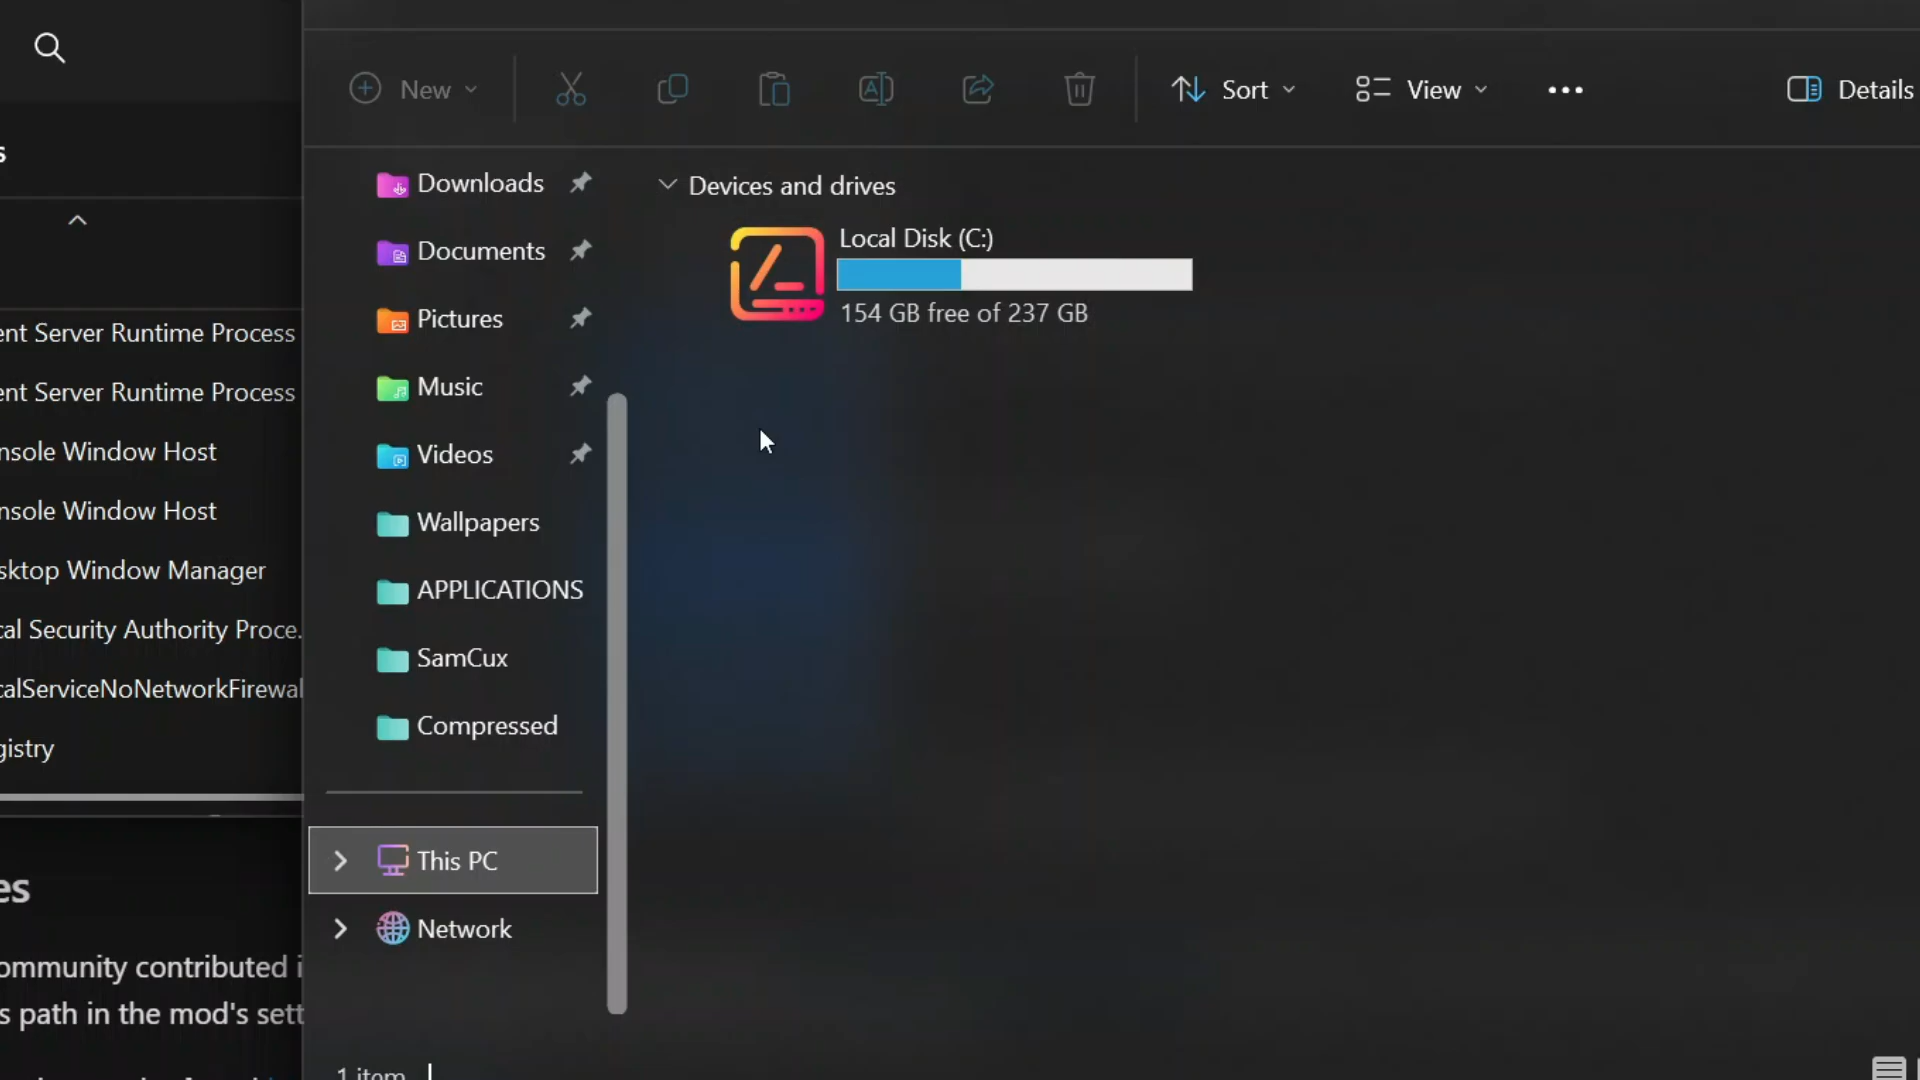 New
Sort
View
Details
s
Downloads
Documents
Pictures
Music
Videos
Wallpapers
APPLICATIONS
SamCux
Compressed
This PC
Network
Devices and drives
Local Disk (C:)
154 GB free of 237 GB
ent Server Runtime Process
ent Server Runtime Process
nsole Window Host
nsole Window Host
sktop Window Manager
cal Security Authority Proce...
calServiceNoNetworkFirewal
gistry
es
ommunity contributed i
s path in the mod's sett
1 item